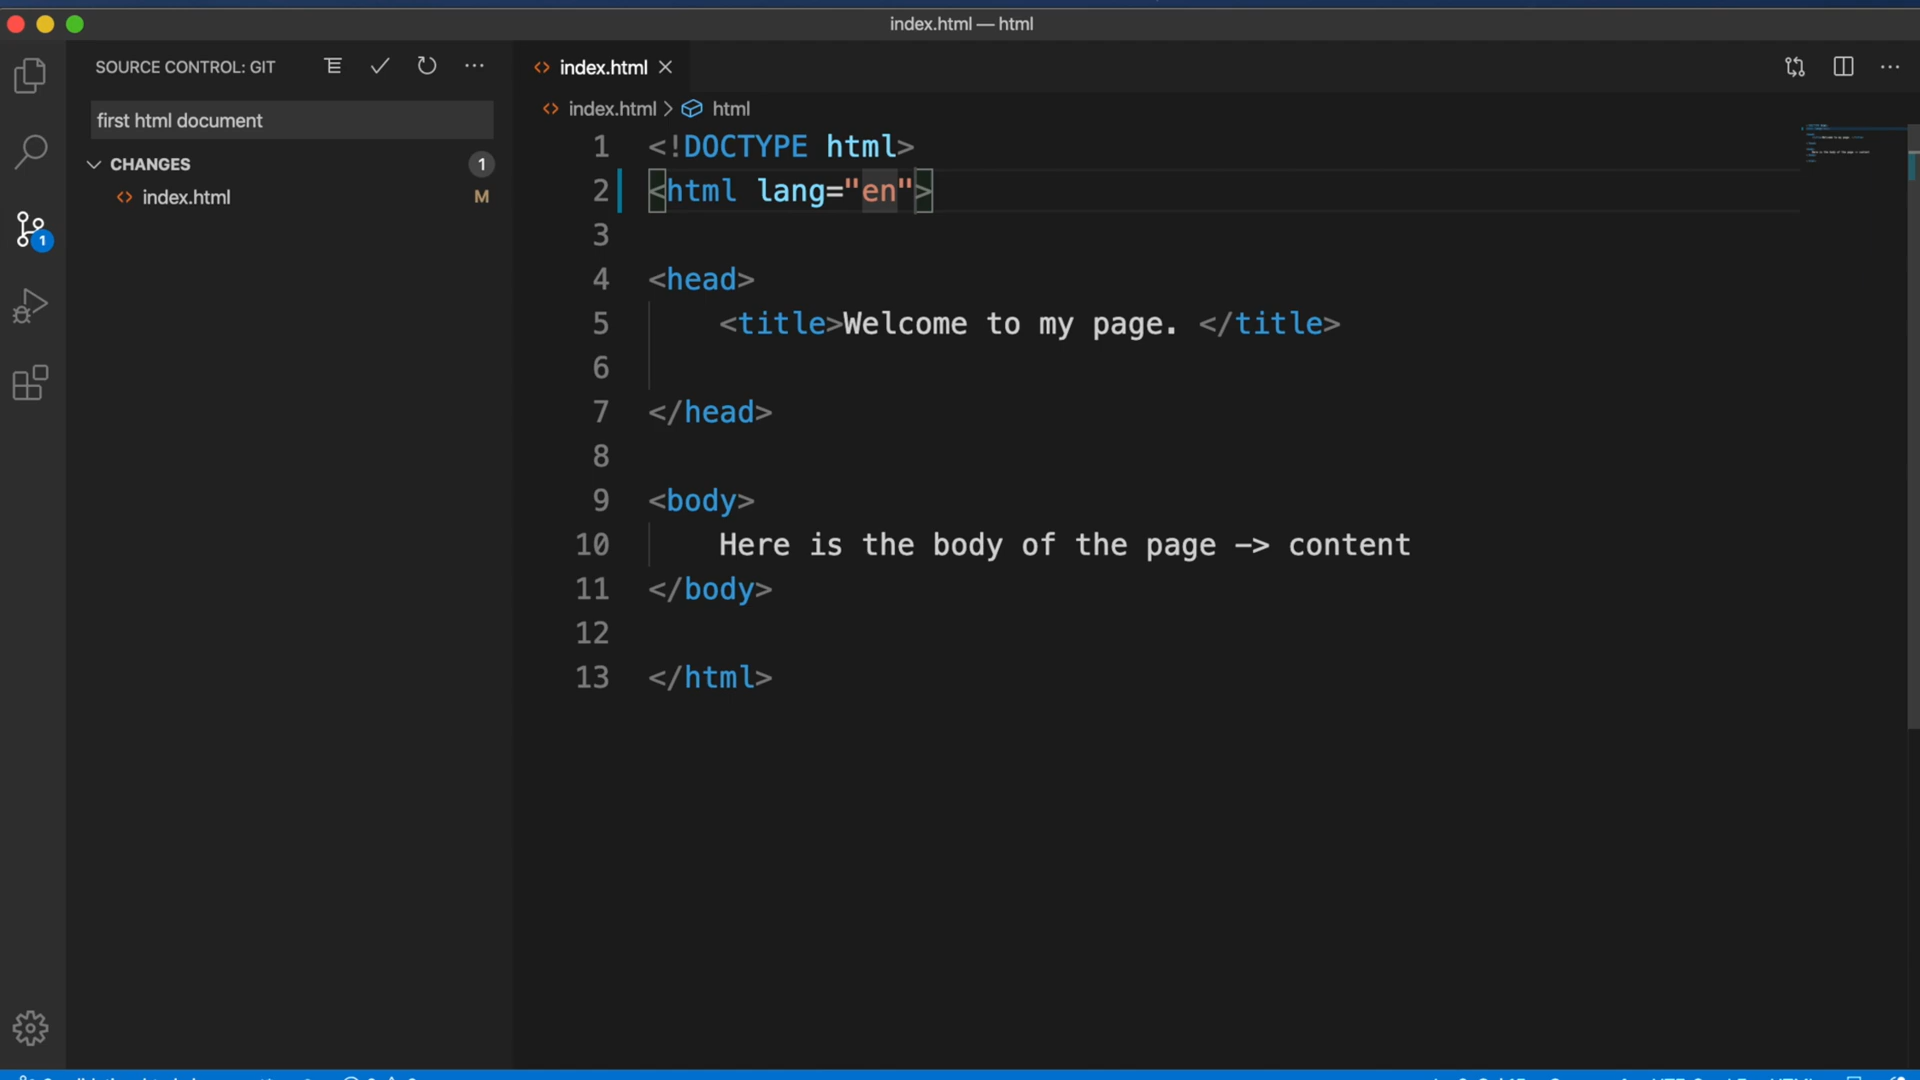 index.html — html
SOURCE CONTROL: GIT
index.html
first html document
index.html > html
CHANGES 1
index.html M
1
1 <!DOCTYPE html>
2 <html lang="en">
3
4 <head>
5 <title>Welcome to my page. </title>
6
7 </head>
8
9 <body>
10 Here is the body of the page -> content
11 </body>
12
13 </html>